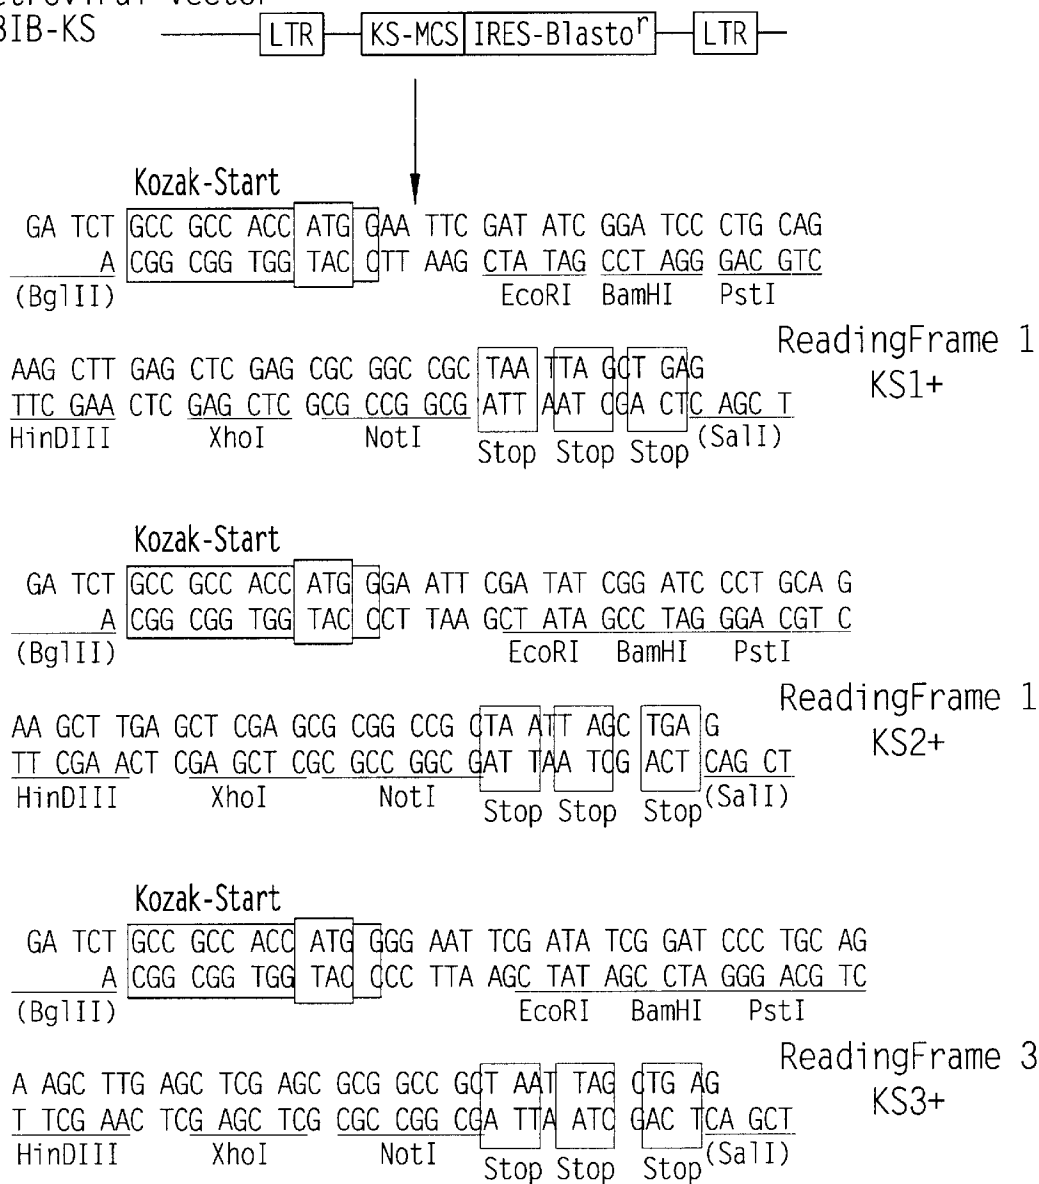 BIB-KS
LTR KS-MCS IRES-Blastoʳ LTR
Kozak-Start
GA TCT GCC GCC ACC ATG GAA TTC GAT ATC GGA TCC CTG CAG
A CGG CGG TGG TAC CTT AAG CTA TAG CCT AGG GAC GTC
(BglII) EcoRI BamHI PstI
ReadingFrame 1
KS1+
AAG CTT GAG CTC GAG CGC GGC CGC TAA TTA GCT GAG
TTC GAA CTC GAG CTC GCG CCG GCG ATT AAT CGA CTC AGC T
HinDIII XhoI NotI Stop Stop Stop (SalI)
Kozak-Start
GA TCT GCC GCC ACC ATG GGA ATT CGA TAT CGG ATC CCT GCA G
A CGG CGG TGG TAC CCT TAA GCT ATA GCC TAG GGA CGT C
(BglII) EcoRI BamHI PstI
ReadingFrame 1
KS2+
AA GCT TGA GCT CGA GCG CGG CCG CTA ATT AGC TGA G
TT CGA ACT CGA GCT CGC GCC GGC GAT TAA TCG ACT CAG CT
HinDIII XhoI NotI Stop Stop Stop (SalI)
Kozak-Start
GA TCT GCC GCC ACC ATG GGG AAT TCG ATA TCG GAT CCC TGC AG
A CGG CGG TGG TAC CCC TTA AGC TAT AGC CTA GGG ACG TC
(BglII) EcoRI BamHI PstI
ReadingFrame 3
KS3+
A AGC TTG AGC TCG AGC GCG GCC GCT AAT TAG CTG AG
T TCG AAC TCG AGC TCG CGC CGG CGA TTA ATC GAC TCA GCT
HinDIII XhoI NotI Stop Stop Stop (SalI)